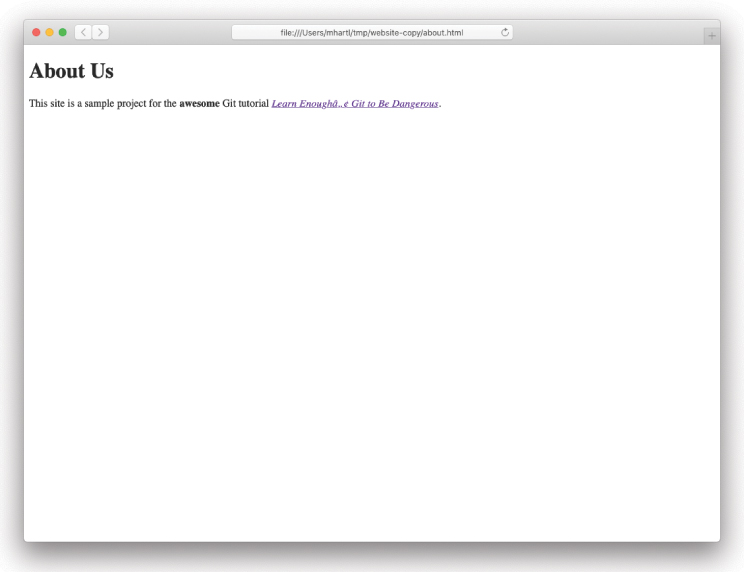 file:///Users/mhartl/tmp/website-copy/about.html
About Us
This site is a sample project for the awesome Git tutorial Learn Enoughâ„¢ Git to Be Dangerous.